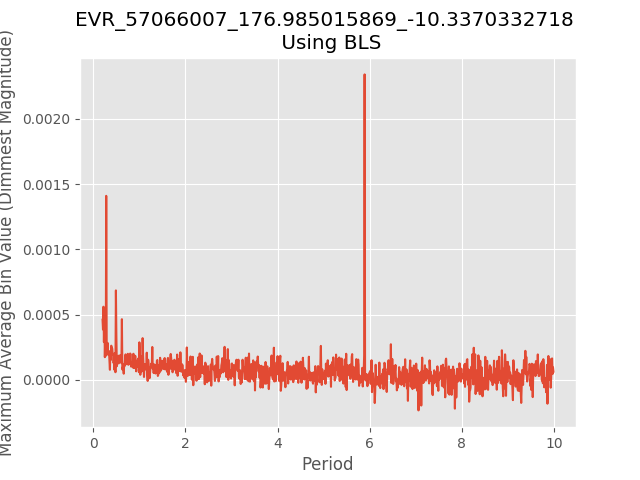 EVR_57066007_176.985015869_-10.3370332718
Using BLS
Maximum Average Bin Value (Dimmest Magnitude)
0.0020
0.0015
0.0010
0.0005
0.0000
0
2
4
6
8
10
Period